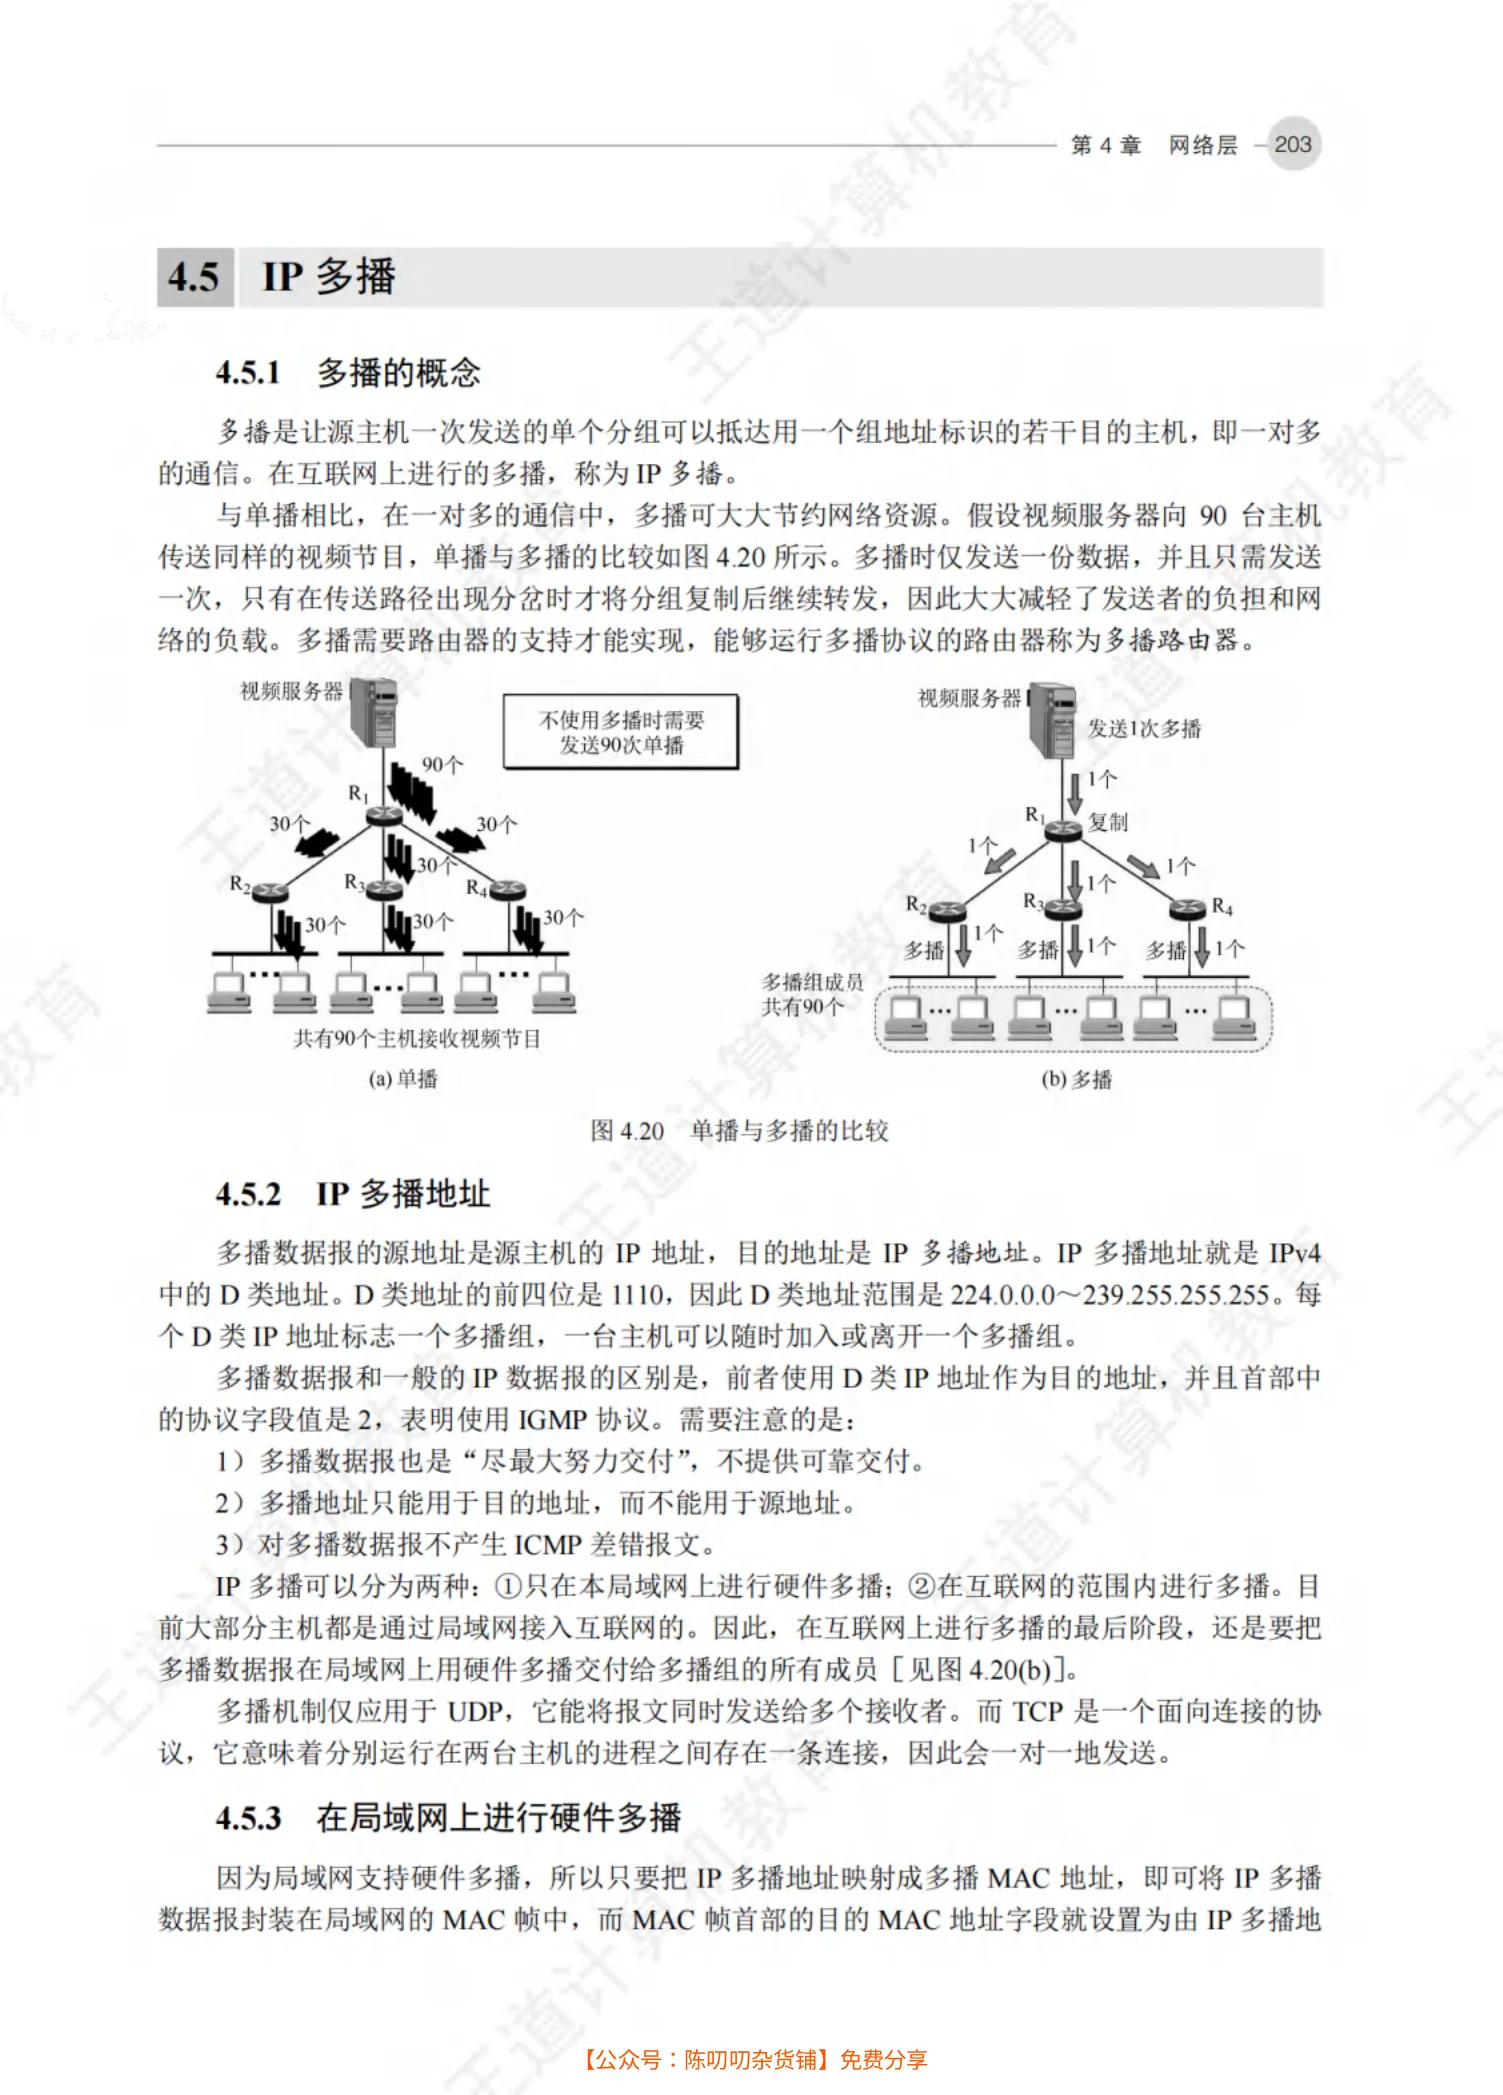 第 4 章 网络层 203
4.5 IP 多播
4.5.1 多播的概念
多播是让源主机一次发送的单个分组可以抵达用一个组地址标识的若干目的主机，即一对多
的通信。在互联网上进行的多播，称为 IP 多播。
与单播相比，在一对多的通信中，多播可大大节约网络资源。假设视频服务器向 90 台主机
传送同样的视频节目，单播与多播的比较如图 4.20 所示。多播时仅发送一份数据，并且只需发送
一次，只有在传送路径出现分岔时才将分组复制后继续转发，因此大大减轻了发送者的负担和网
络的负载。多播需要路由器的支持才能实现，能够运行多播协议的路由器称为多播路由器。
视频服务器
不使用多播时需要
发送90次单播
90个
R1
30个
30个
30个
R2
R3
R4
30个
30个
30个
共有90个主机接收视频节目
(a) 单播
视频服务器
发送1次多播
1个
R1
复制
1个
1个
1个
R2
R3
R4
多播
1个
多播
1个
多播
1个
多播组成员
共有90个
(b) 多播
图 4.20 单播与多播的比较
4.5.2 IP 多播地址
多播数据报的源地址是源主机的 IP 地址，目的地址是 IP 多播地址。IP 多播地址就是 IPv4
中的 D 类地址。D 类地址的前四位是 1110，因此 D 类地址范围是 224.0.0.0～239.255.255.255。每
个 D 类 IP 地址标志一个多播组，一台主机可以随时加入或离开一个多播组。
多播数据报和一般的 IP 数据报的区别是，前者使用 D 类 IP 地址作为目的地址，并且首部中
的协议字段值是 2，表明使用 IGMP 协议。需要注意的是：
1）多播数据报也是“尽最大努力交付”，不提供可靠交付。
2）多播地址只能用于目的地址，而不能用于源地址。
3）对多播数据报不产生 ICMP 差错报文。
IP 多播可以分为两种：①只在本局域网上进行硬件多播；②在互联网的范围内进行多播。目
前大部分主机都是通过局域网接入互联网的。因此，在互联网上进行多播的最后阶段，还是要把
多播数据报在局域网上用硬件多播交付给多播组的所有成员［见图 4.20(b)］。
多播机制仅应用于 UDP，它能将报文同时发送给多个接收者。而 TCP 是一个面向连接的协
议，它意味着分别运行在两台主机的进程之间存在一条连接，因此会一对一地发送。
4.5.3 在局域网上进行硬件多播
因为局域网支持硬件多播，所以只要把 IP 多播地址映射成多播 MAC 地址，即可将 IP 多播
数据报封装在局域网的 MAC 帧中，而 MAC 帧首部的目的 MAC 地址字段就设置为由 IP 多播地
【公众号：陈叨叨杂货铺】免费分享
王道计算机教育